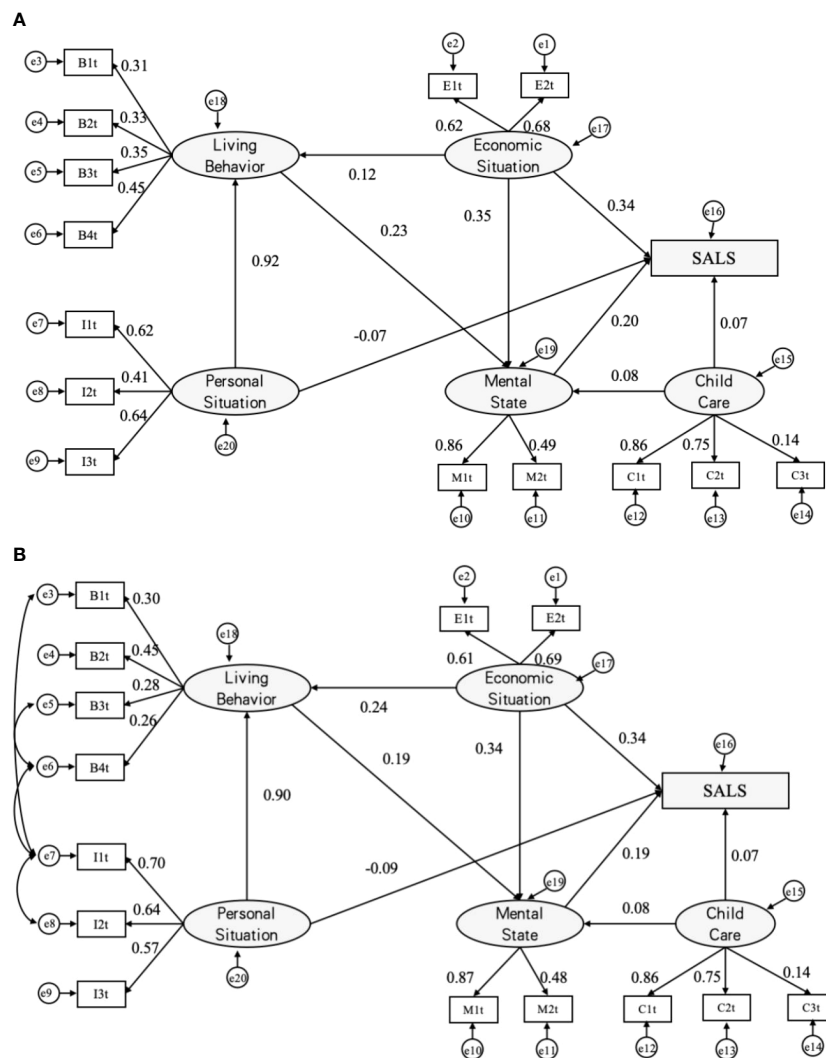 A
e2
e1
e3
B1t
0.31
E1t
E2t
e18
e4
B2t
0.33
0.62
0.68
e17
Living
Behavior
Economic
Situation
0.35
e5
B3t
0.12
0.45
e16
0.34
0.35
e6
B4t
0.23
SALS
0.92
e7
I1t
0.62
0.20
0.07
-0.07
e19
e15
0.41
Personal
Situation
Mental
State
0.08
Child
Care
e8
I2t
0.64
e20
0.86
0.49
0.86
0.75
0.14
e9
I3t
M1t
M2t
C1t
C2t
C3t
e10
e11
e12
e13
e14
B
e2
e1
e3
B1t
0.30
E1t
E2t
e18
e4
B2t
0.45
0.61
0.69
e17
Living
Behavior
Economic
Situation
0.28
e5
B3t
0.24
0.26
0.34
e16
0.34
0.19
e6
B4t
SALS
0.90
e7
I1t
0.70
0.19
0.07
-0.09
e19
e15
0.64
Personal
Situation
Mental
State
0.08
Child
Care
e8
I2t
0.57
e20
0.87
0.48
0.86
0.75
0.14
e9
I3t
M1t
M2t
C1t
C2t
C3t
e10
e11
e12
e13
e14